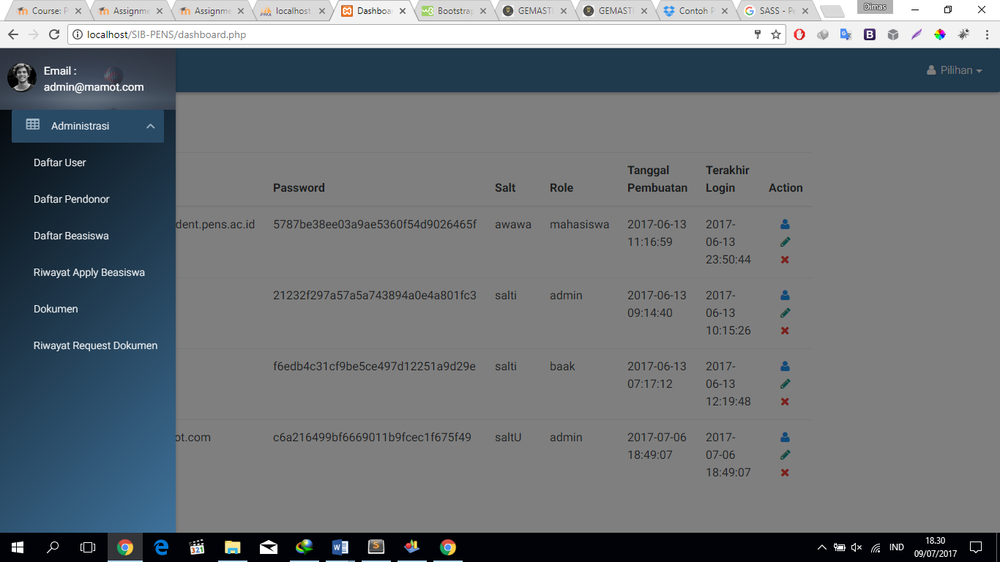 Course: P
Assignme
Assignme
localhost
Dashboa
Bootstrap
GEMASTI
GEMASTI
Contoh P
SASS - Pe
Dimas
localhost/SIB-PENS/dashboard.php
Email :
admin@mamot.com
Pilihan
Administrasi
Daftar User
Daftar Pendonor
Daftar Beasiswa
Riwayat Apply Beasiswa
Dokumen
Riwayat Request Dokumen
Password Salt Role Tanggal Pembuatan Terakhir Login Action
dent.pens.ac.id 5787be38ee03a9ae5360f54d9026465f awawa mahasiswa 2017-06-13 11:16:59 2017-06-13 23:50:44
21232f297a57a5a743894a0e4a801fc3 salti admin 2017-06-13 09:14:40 2017-06-13 10:15:26
f6edb4c31cf9be5ce497d12251a9d29e salti baak 2017-06-13 07:17:12 2017-06-13 12:19:48
ot.com c6a216499bf6669011b9fcec1f675f49 saltU admin 2017-07-06 18:49:07 2017-07-06 18:49:07
IND
18.30
09/07/2017